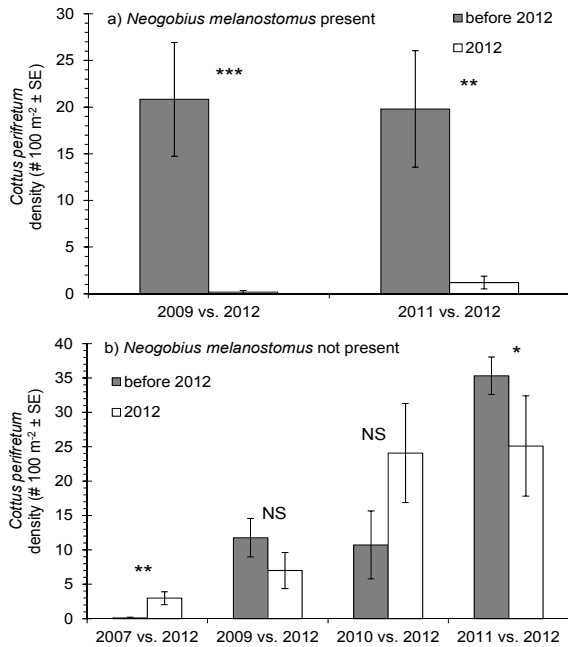 a) Neogobius melanostomus present
before 2012
2012
Cottus perifretum
density (# 100 m⁻² ± SE)
30
25
20
15
10
5
0
***
**
2009 vs. 2012
2011 vs. 2012
b) Neogobius melanostomus not present
before 2012
2012
Cottus perifretum
density (# 100 m⁻² ± SE)
40
35
30
25
20
15
10
5
0
**
NS
NS
*
2007 vs. 2012
2009 vs. 2012
2010 vs. 2012
2011 vs. 2012